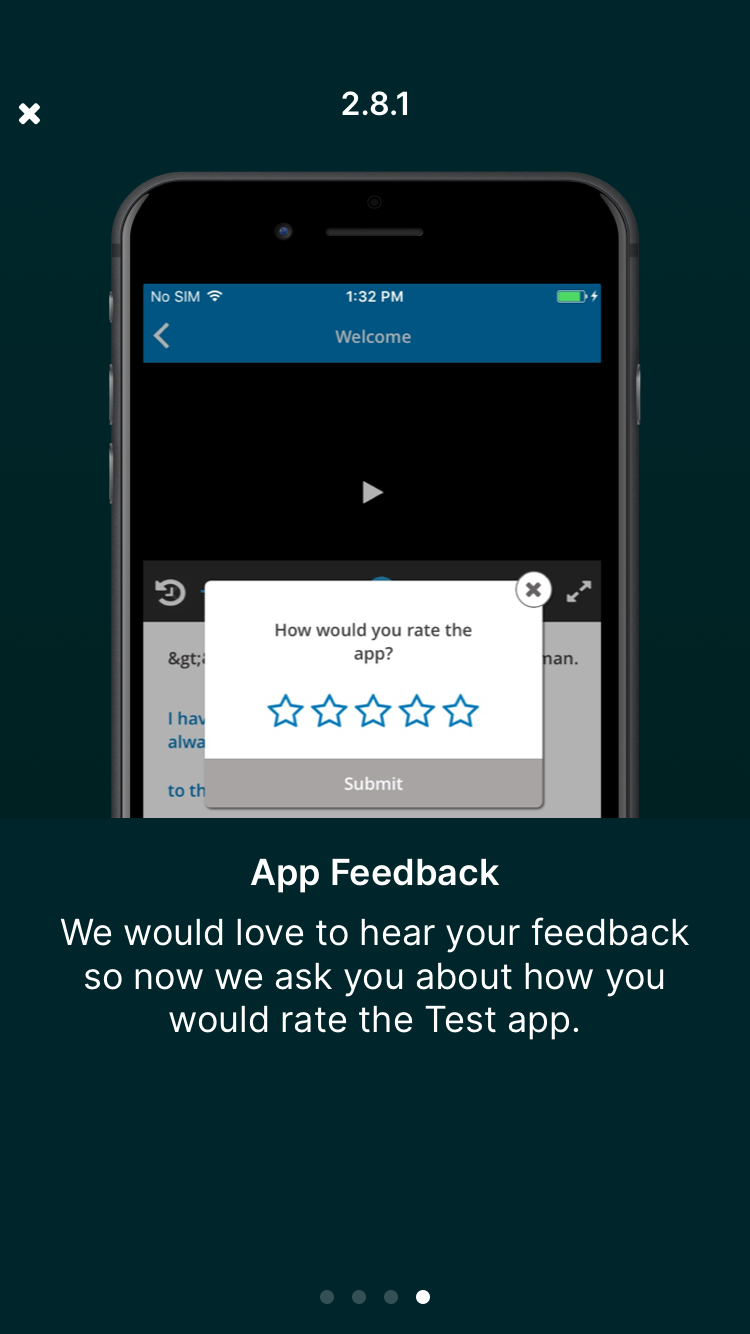 2.8.1
No SIM 1:32 PM
Welcome
How would you rate the
app?
&gt; man.
I hav
alwa
to th
Submit
App Feedback
We would love to hear your feedback
so now we ask you about how you
would rate the Test app.